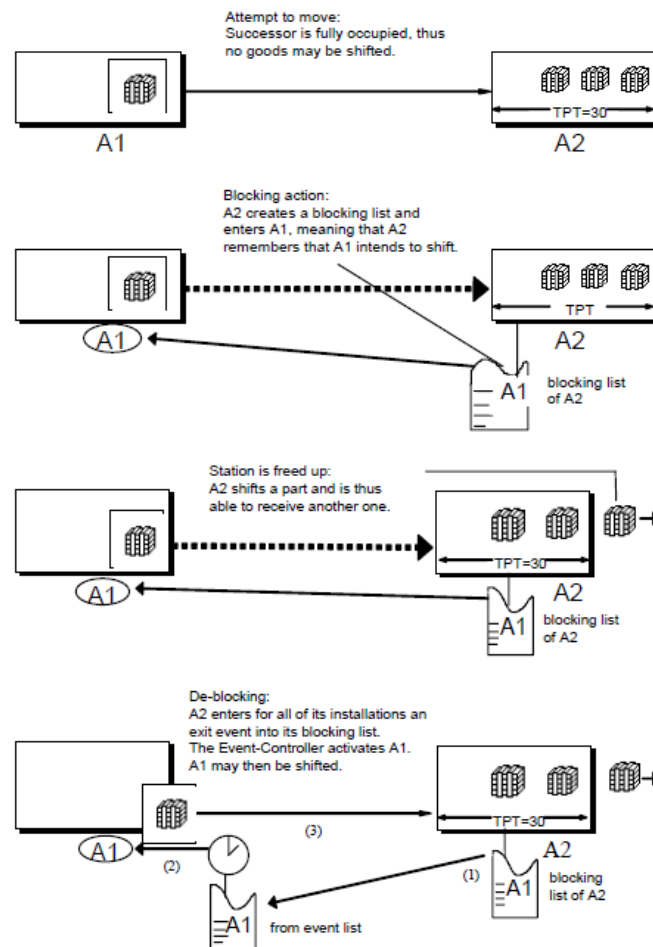 Attempt to move:
Successor is fully occupied, thus
no goods may be shifted.
TPT=30
A1
A2
Blocking action:
A2 creates a blocking list and
enters A1, meaning that A2
remembers that A1 intends to shift.
TPT
A1
A2
A1
blocking list
of A2
Station is freed up:
A2 shifts a part and is thus
able to receive another one.
TPT=30
A1
A2
A1
blocking list
of A2
De-blocking:
A2 enters for all of its installations an
exit event into its blocking list.
The Event-Controller activates A1.
A1 may then be shifted.
(3)
TPT=30
A1
(2)
A2
(1)
A1
blocking list
of A2
A1
from event list